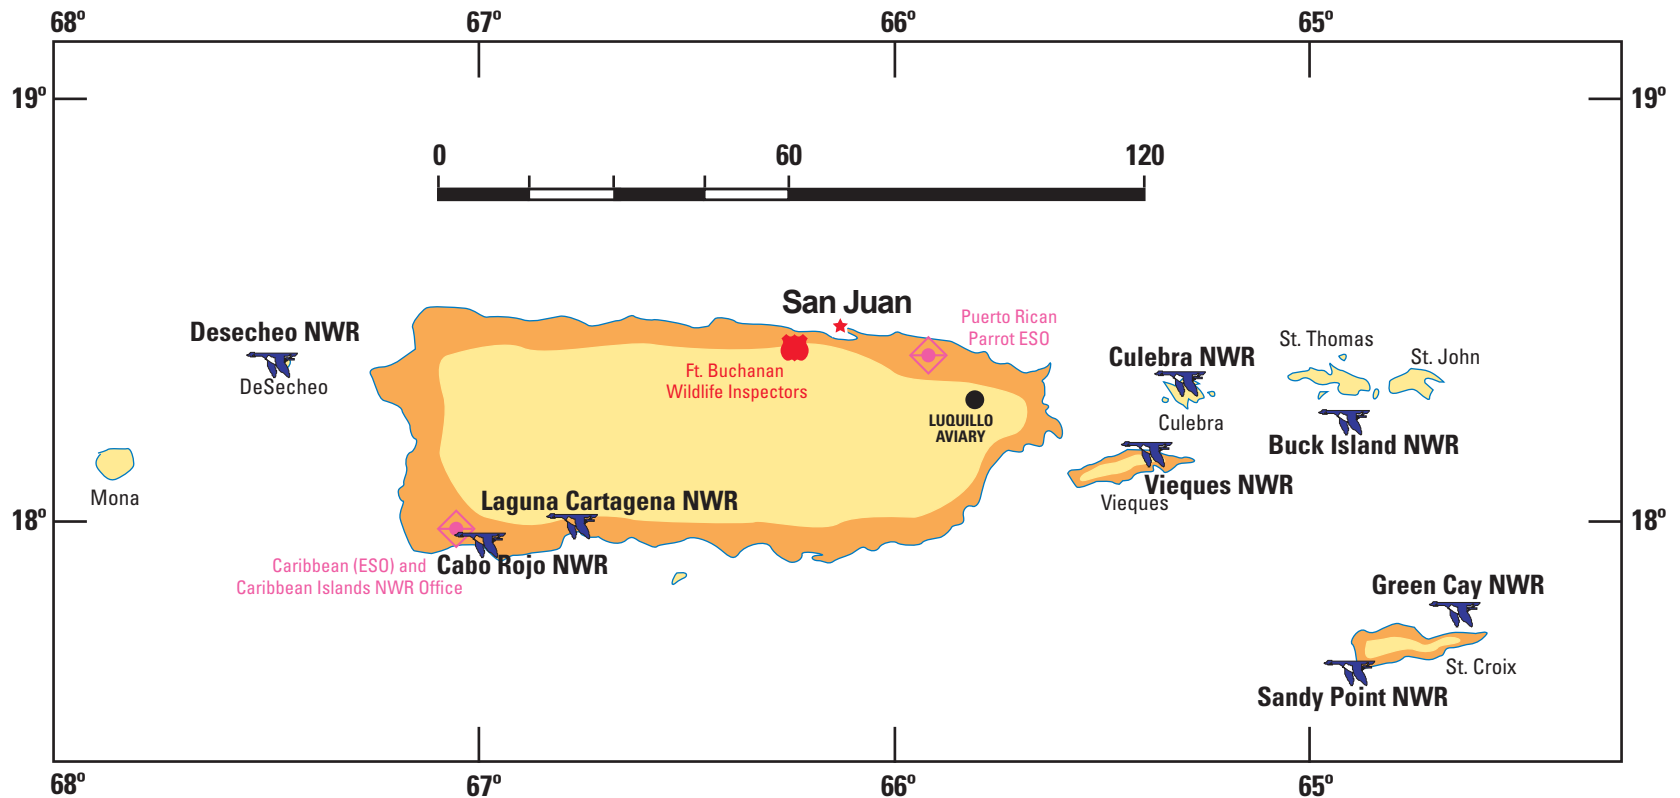 68º
67º
66º
65º
19º
19º
0
60
120
San Juan
Puerto Rican
Parrot ESO
Desecheo NWR
DeSecheo
Ft. Buchanan
Wildlife Inspectors
Culebra NWR
Culebra
St. Thomas
St. John
LUQUILLO
AVIARY
Buck Island NWR
Mona
Vieques NWR
Vieques
Laguna Cartagena NWR
18º
18º
Cabo Rojo NWR
Caribbean (ESO) and
Caribbean Islands NWR Office
Green Cay NWR
St. Croix
Sandy Point NWR
68º
67º
66º
65º